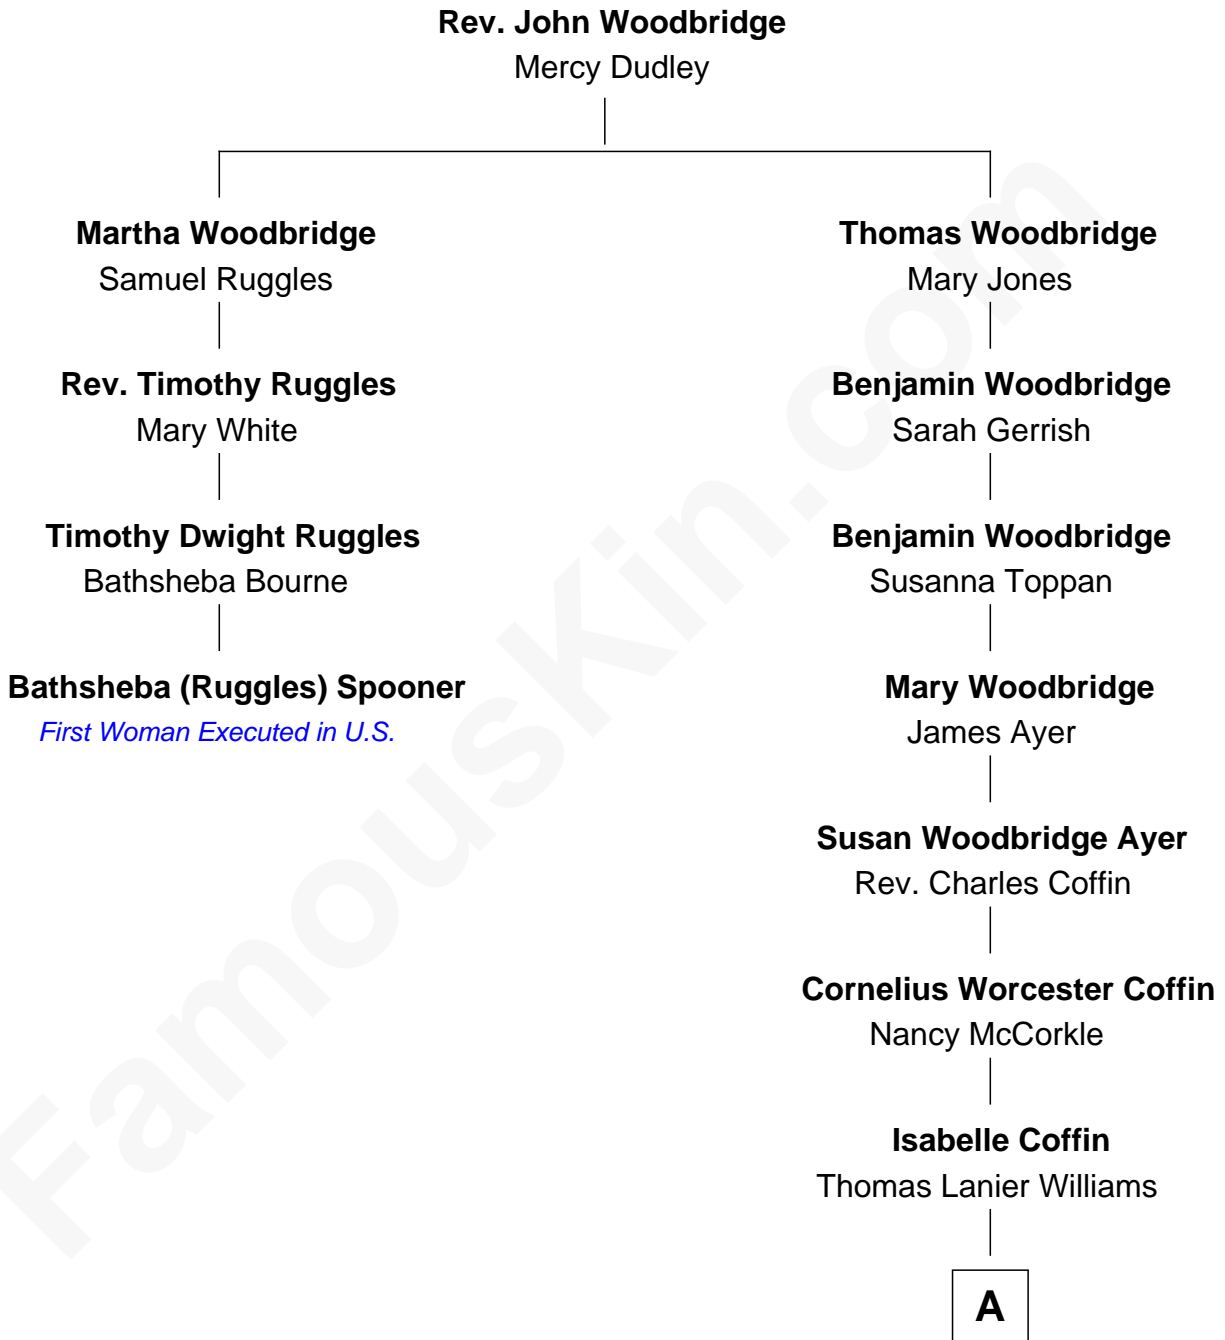 Rev. John Woodbridge
Mercy Dudley
Martha Woodbridge
Samuel Ruggles
Thomas Woodbridge
Mary Jones
Rev. Timothy Ruggles
Mary White
Benjamin Woodbridge
Sarah Gerrish
Timothy Dwight Ruggles
Bathsheba Bourne
Benjamin Woodbridge
Susanna Toppan
Bathsheba (Ruggles) Spooner
First Woman Executed in U.S.
Mary Woodbridge
James Ayer
Susan Woodbridge Ayer
Rev. Charles Coffin
Cornelius Worcester Coffin
Nancy McCorkle
Isabelle Coffin
Thomas Lanier Williams
A
FamousKin.com